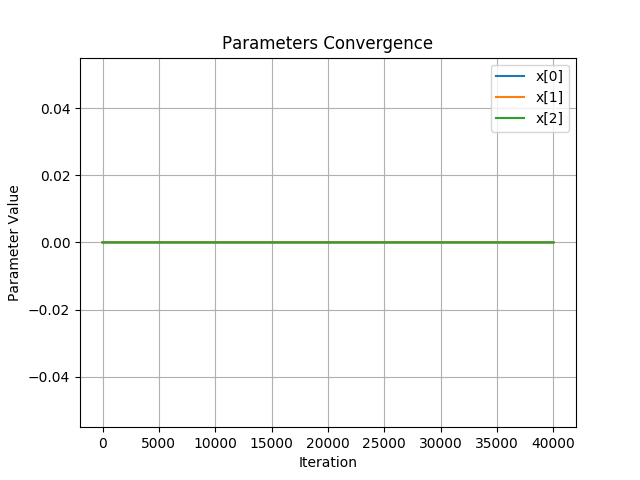 Parameters Convergence
x[0]
x[1]
x[2]
0.04
0.02
0.00
−0.02
−0.04
Parameter Value
0 5000 10000 15000 20000 25000 30000 35000 40000
Iteration